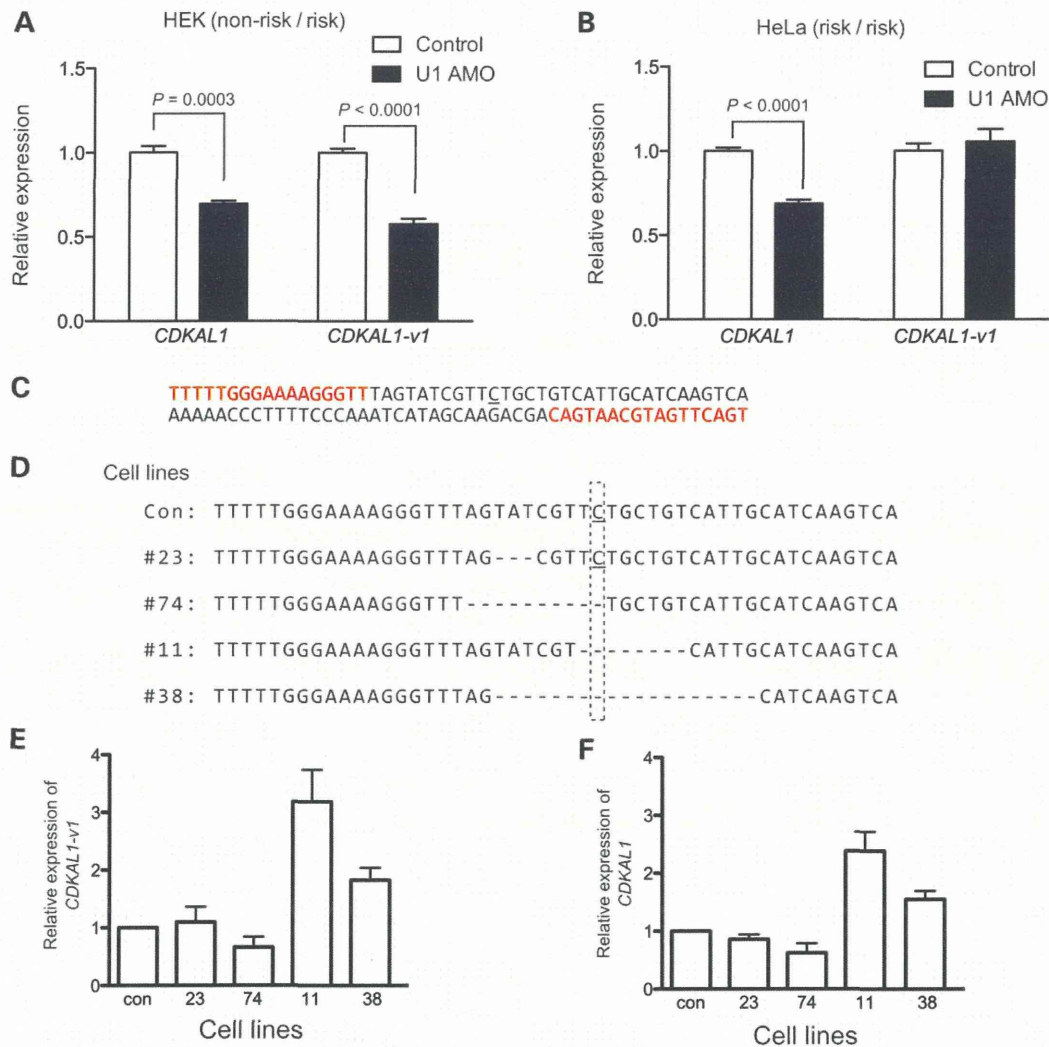 A
HEK (non-risk / risk)
Control
U1 AMO
Relative expression
1.5
1.0
0.5
0.0
P = 0.0003
P < 0.0001
CDKAL1
CDKAL1-v1
B
HeLa (risk / risk)
Control
U1 AMO
Relative expression
1.5
1.0
0.5
0.0
P < 0.0001
CDKAL1
CDKAL1-v1
C
TTTTTGGGAAAAGGGTTTAGTATCGTTCTGCTGTCATTGCATCAAGTCA
AAAAACCCTTTTCCCAAATCATAGCAAGACGACAGTAACGTAGTTCAGT
D
Cell lines
Con: TTTTTGGGAAAAGGGTTTAGTATCGTTCTGCTGTCATTGCATCAAGTCA
#23: TTTTTGGGAAAAGGGTTTAG---CGTTCTGCTGTCATTGCATCAAGTCA
#74: TTTTTGGGAAAAGGGTTT----------TGCTGTCATTGCATCAAGTCA
#11: TTTTTGGGAAAAGGGTTTAGTATCGT--------CATTGCATCAAGTCA
#38: TTTTTGGGAAAAGGGTTTAG-------------------CATCAAGTCA
E
Relative expression of
CDKAL1-v1
4
3
2
1
0
con 23 74 11 38
Cell lines
F
Relative expression of
CDKAL1
4
3
2
1
0
con 23 74 11 38
Cell lines